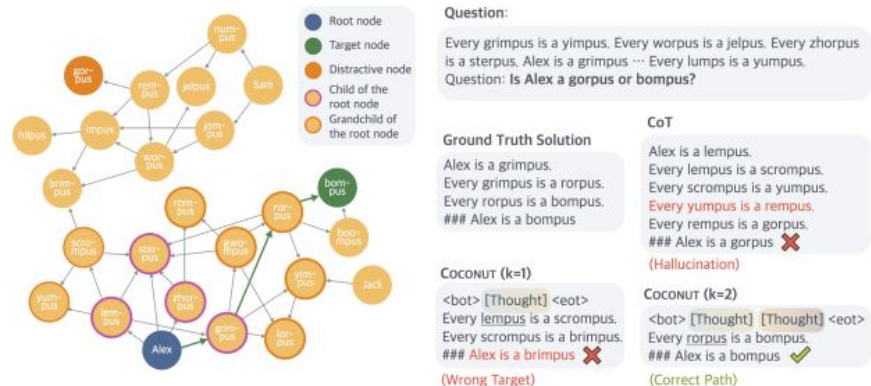 num-
pus
gor-
pus
rem-
pus
jelpus
Sam
hilpus
impus
jom-
pus
wor-
pus
brim-
pus
rom-
pus
ror-
pus
bom-
pus
boo-
mpus
scro-
mpus
ster-
pus
gwo-
mpus
yim-
pus
Jack
yum-
pus
lem-
pus
zhor-
pus
grim-
pus
lor-
pus
Alex
Root node
Target node
Distractive node
Child of the
root node
Grandchild of
the root node
Question:
Every grimpus is a yimpus. Every worpus is a jelpus. Every zhorpus
is a sterpus. Alex is a grimpus ··· Every lumps is a yumpus.
Question: Is Alex a gorpus or bompus?
Ground Truth Solution
Alex is a grimpus.
Every grimpus is a rorpus.
Every rorpus is a bompus.
### Alex is a bompus
CoT
Alex is a lempus.
Every lempus is a scrompus.
Every scrompus is a yumpus.
Every yumpus is a rempus.
Every rempus is a gorpus.
### Alex is a gorpus
(Hallucination)
COCONUT (k=1)
<bot> [Thought] <eot>
Every lempus is a scrompus.
Every scrompus is a brimpus.
### Alex is a brimpus
(Wrong Target)
COCONUT (k=2)
<bot> [Thought] [Thought] <eot>
Every rorpus is a bompus.
### Alex is a bompus
(Correct Path)